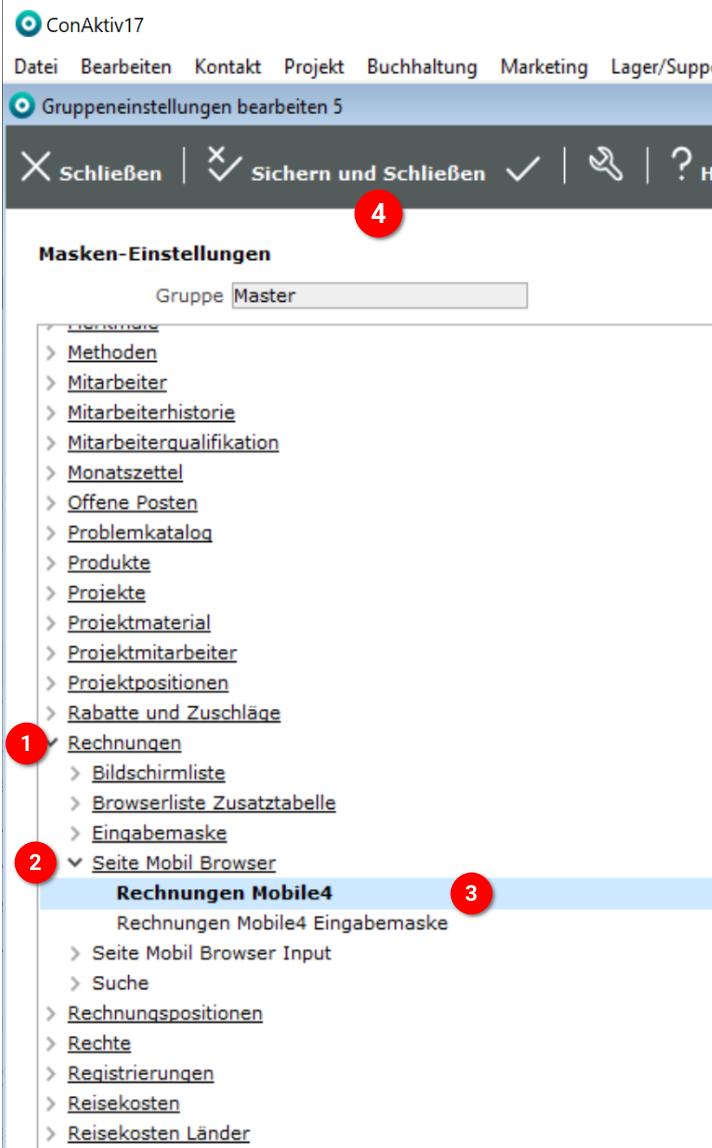 ConAktiv17
Datei Bearbeiten Kontakt Projekt Buchhaltung Marketing Lager/Supp
Gruppeneinstellungen bearbeiten 5
Schließen Sichern und Schließen ? H
4
Masken-Einstellungen
Gruppe Master
Merkmale
Methoden
Mitarbeiter
Mitarbeiterhistorie
Mitarbeiterqualifikation
Monatszettel
Offene Posten
Problemkatalog
Produkte
Projekte
Projektmaterial
Projektmitarbeiter
Projektpositionen
Rabatte und Zuschläge
1 Rechnungen
Bildschirmliste
Browserliste Zusatztabelle
Eingabemaske
2 Seite Mobil Browser
Rechnungen Mobile4 3
Rechnungen Mobile4 Eingabemaske
Seite Mobil Browser Input
Suche
Rechnungspositionen
Rechte
Registrierungen
Reisekosten
Reisekosten Länder